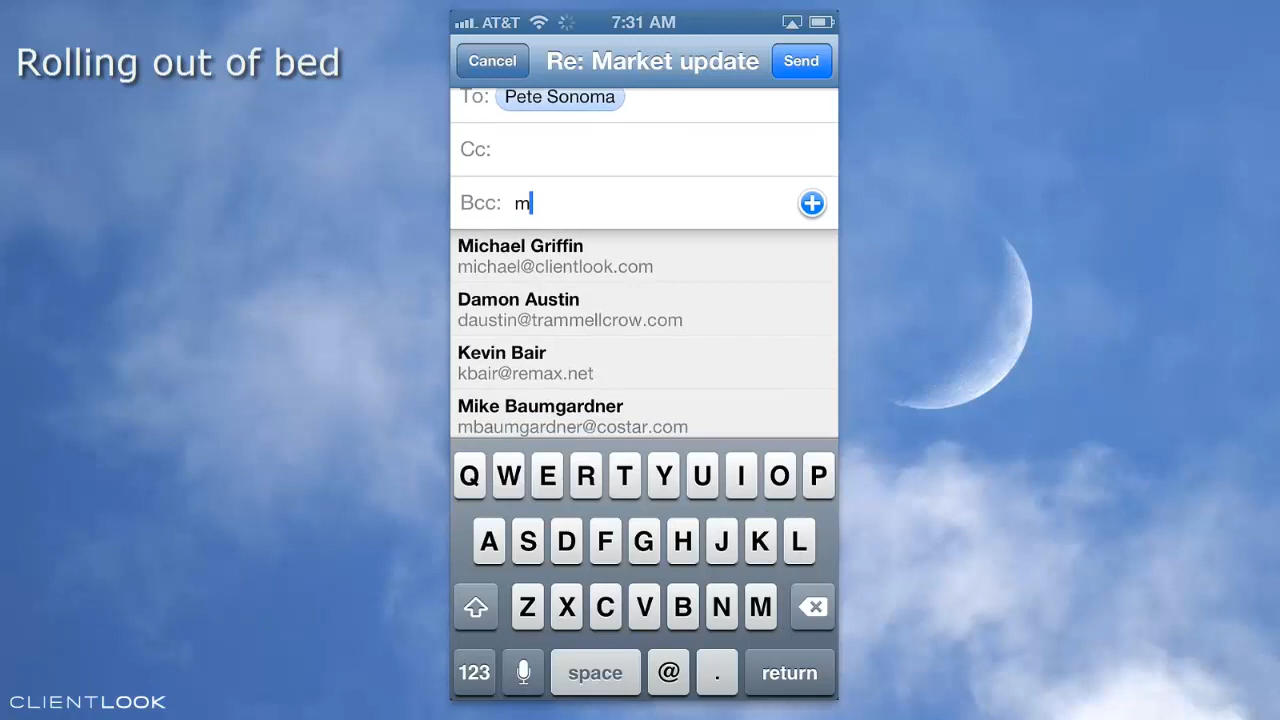 Rolling out of bed
AT&T 7:31 AM
Cancel Re: Market update Send
To: Pete Sonoma
Cc:
Bcc: m
Michael Griffin
michael@clientlook.com
Damon Austin
daustin@trammellcrow.com
Kevin Bair
kbair@remax.net
Mike Baumgardner
mbaumgardner@costar.com
Q W E R T Y U I O P
A S D F G H J K L
Z X C V B N M
123 space @ . return
CLIENTLOOK